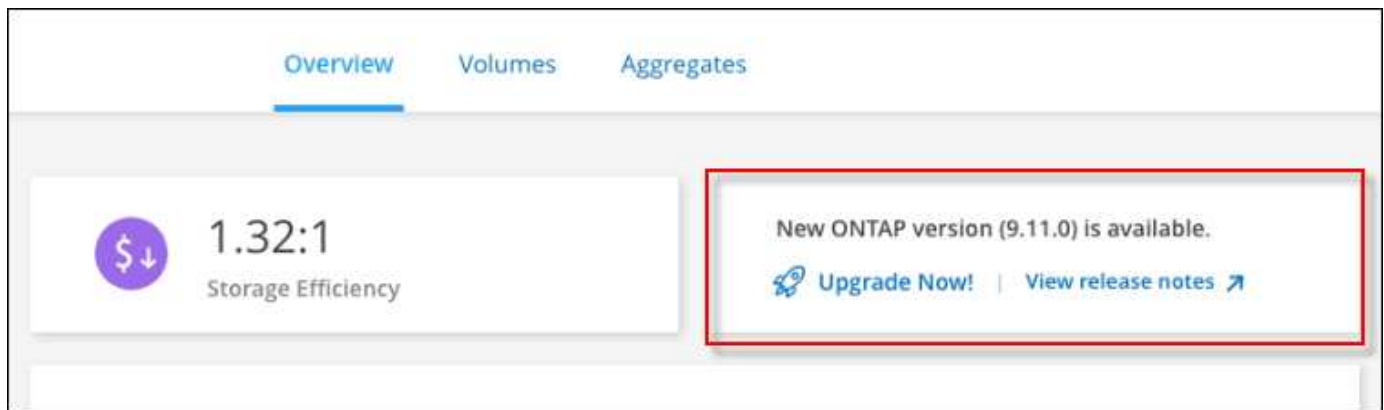 Overview Volumes Aggregates
1.32:1
Storage Efficiency
New ONTAP version (9.11.0) is available.
Upgrade Now! | View release notes